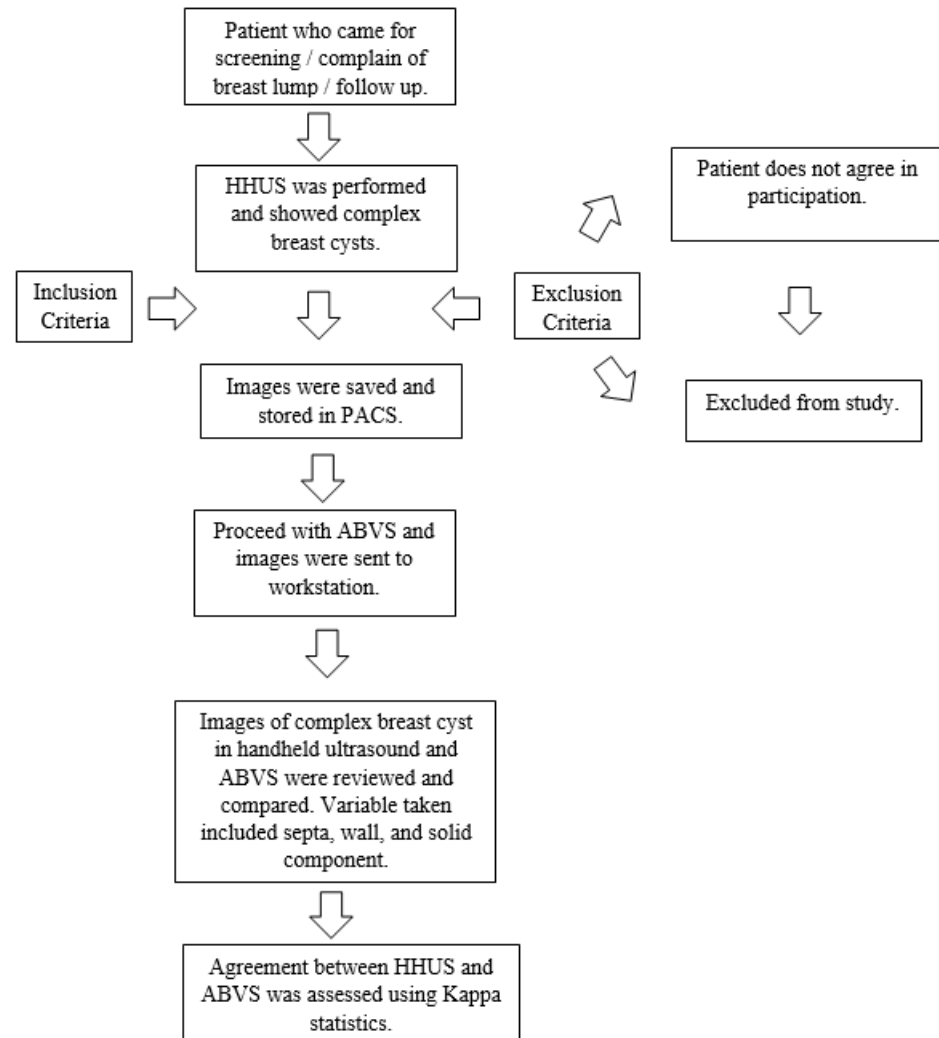 Patient who came for
screening / complain of
breast lump / follow up.
HHUS was performed
and showed complex
breast cysts.
Patient does not agree in
participation.
Inclusion
Criteria
Exclusion
Criteria
Images were saved and
stored in PACS.
Excluded from study.
Proceed with ABVS and
images were sent to
workstation.
Images of complex breast cyst
in handheld ultrasound and
ABVS were reviewed and
compared. Variable taken
included septa, wall, and solid
component.
Agreement between HHUS and
ABVS was assessed using Kappa
statistics.